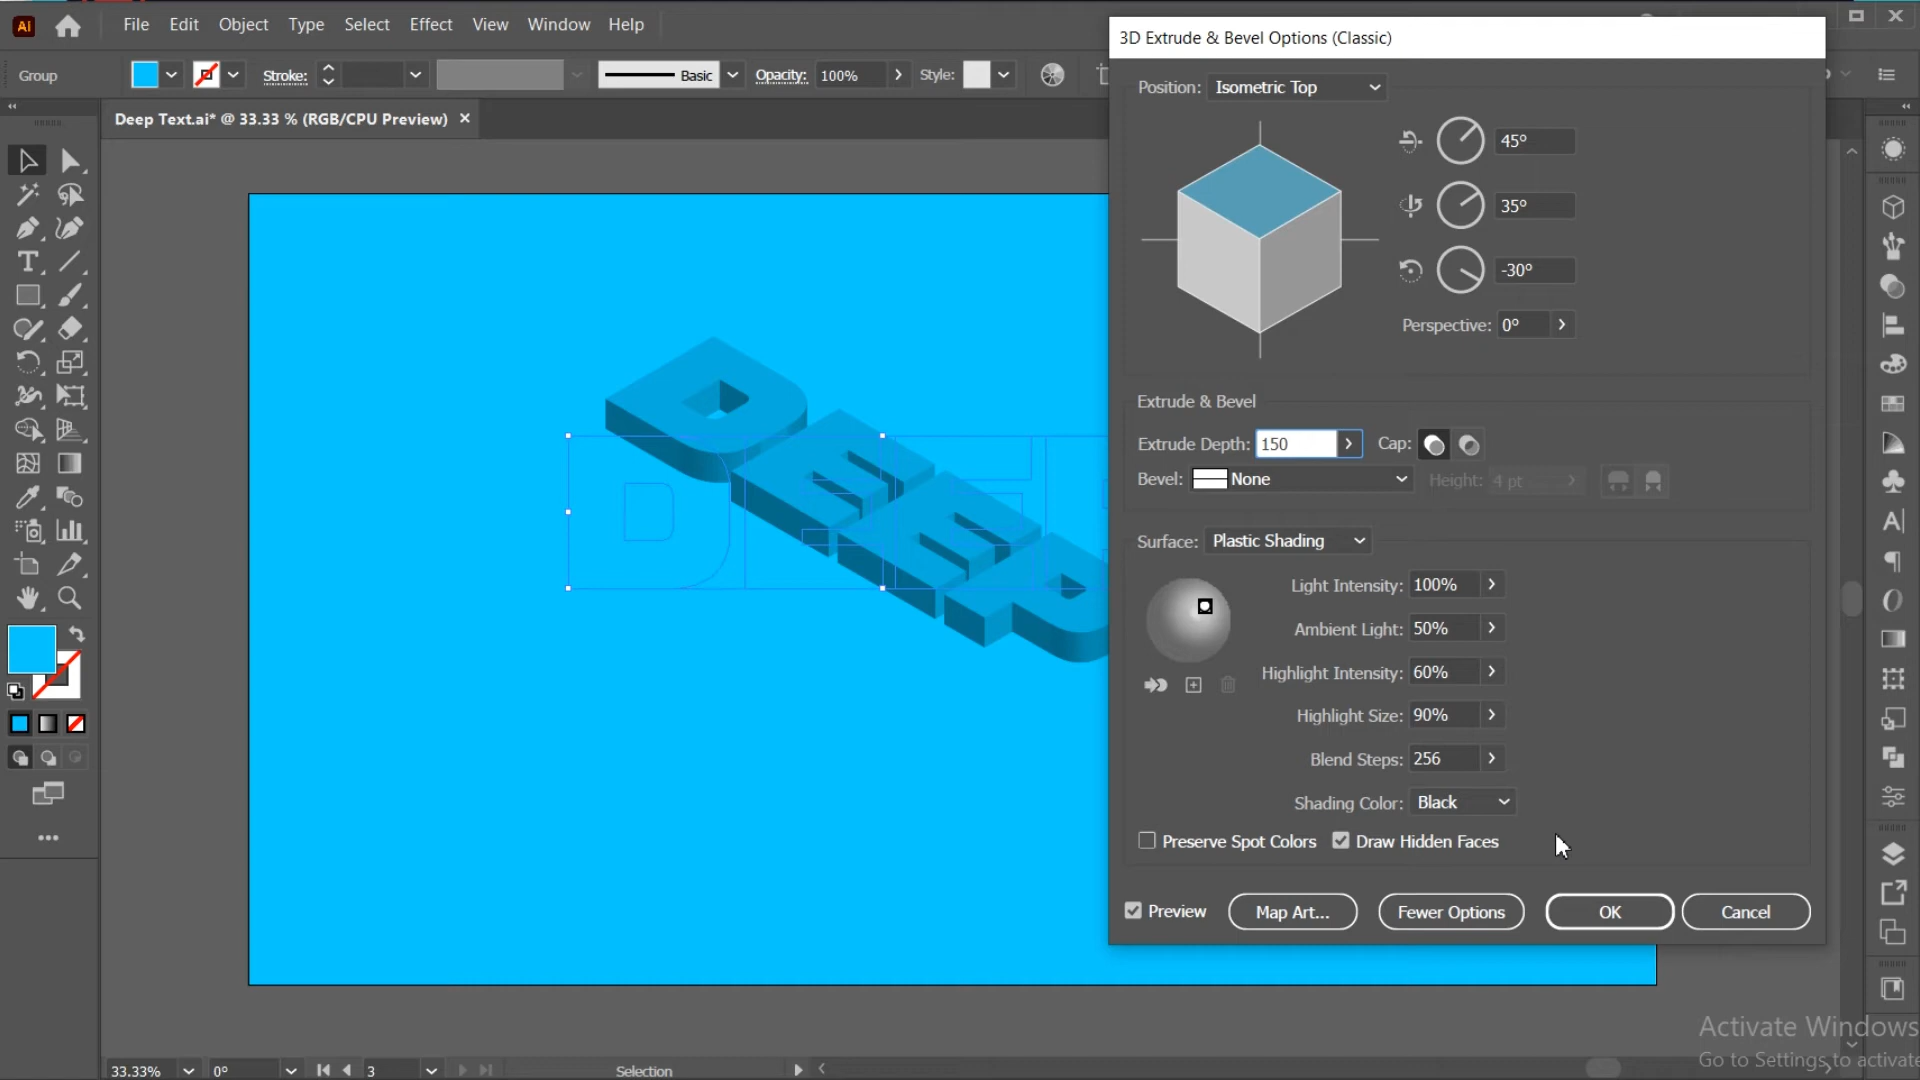 Ai File Edit Object Type Select Effect View Window Help
3D Extrude & Bevel Options (Classic)
Group Stroke: Basic Opacity: 100% Style:
Position: Isometric Top
Deep Text.ai* @ 33.33 % (RGB/CPU Preview) ×
45°
35°
-30°
Perspective: 0°
Extrude & Bevel
Extrude Depth: 150 Cap:
Bevel: None Height: 4 pt
Surface: Plastic Shading
Light Intensity: 100%
Ambient Light: 50%
Highlight Intensity: 60%
Highlight Size: 90%
Blend Steps: 256
Shading Color: Black
Preserve Spot Colors Draw Hidden Faces
Preview Map Art... Fewer Options OK Cancel
DEEP
Activate Windows
Go to Settings to activate
33.33% 0° 3 Selection